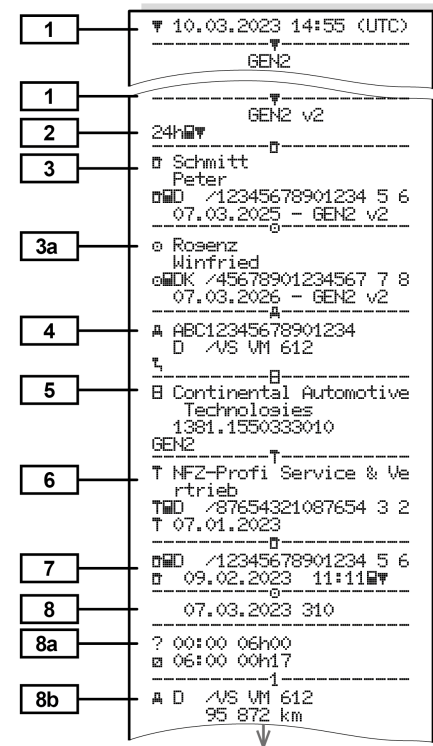 1 ▼ 10.03.2023 14:55 (UTC)
GEN2
1
GEN2 v2
2 24h▼
3 Schmitt
Peter
D /12345678901234 5 6
07.03.2025 - GEN2 v2
3a Rogenz
Winfried
DK /45678901234567 7 8
07.03.2026 - GEN2 v2
4 ABC12345678901234
D /VS VM 612
5 Continental Automotive
Technologies
1381.1550333010
GEN2
6 T NFZ-Profi Service & Ve
rtrieb
TD /87654321087654 3 2
T 07.01.2023
7 D /12345678901234 5 6
09.02.2023 11:11▼
8 07.03.2023 310
8a ? 00:00 06h00
06:00 00h17
1
8b D /VS VM 612
95 872 km